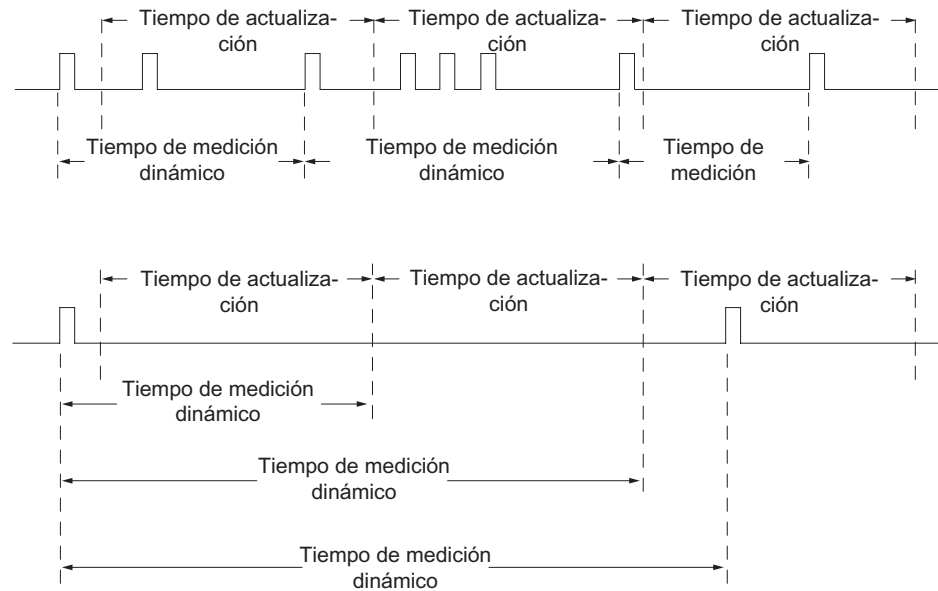 Tiempo de actualiza-
ción
Tiempo de actualiza-
ción
Tiempo de actualiza-
ción
Tiempo de medición
dinámico
Tiempo de medición
dinámico
Tiempo de
medición
Tiempo de actualiza-
ción
Tiempo de actualiza-
ción
Tiempo de actualiza-
ción
Tiempo de medición
dinámico
Tiempo de medición
dinámico
Tiempo de medición
dinámico